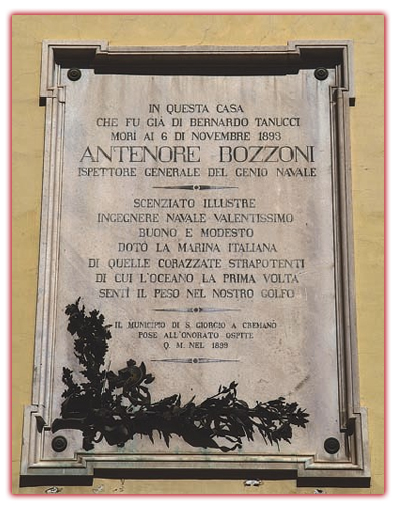 IN QUESTA CASA
CHE FU GIÀ DI BERNARDO TANUCCI
MORÌ AI 6 DI NOVEMBRE 1893
ANTENORE BOZZONI
ISPETTORE GENERALE DEL GENIO NAVALE
SCENZIATO ILLUSTRE
INGEGNERE NAVALE VALENTISSIMO
BUONO E MODESTO
DOTÒ LA MARINA ITALIANA
DI QUELLE CORAZZATE STRAPOTENTI
DI CUI L'OCEANO LA PRIMA VOLTA
SENTÌ IL PESO NEL NOSTRO GOLFO
IL MUNICIPIO DI S. GIORGIO A CREMANO
POSE ALL'ONORATO OSPITE
Q. M. NEL 1899